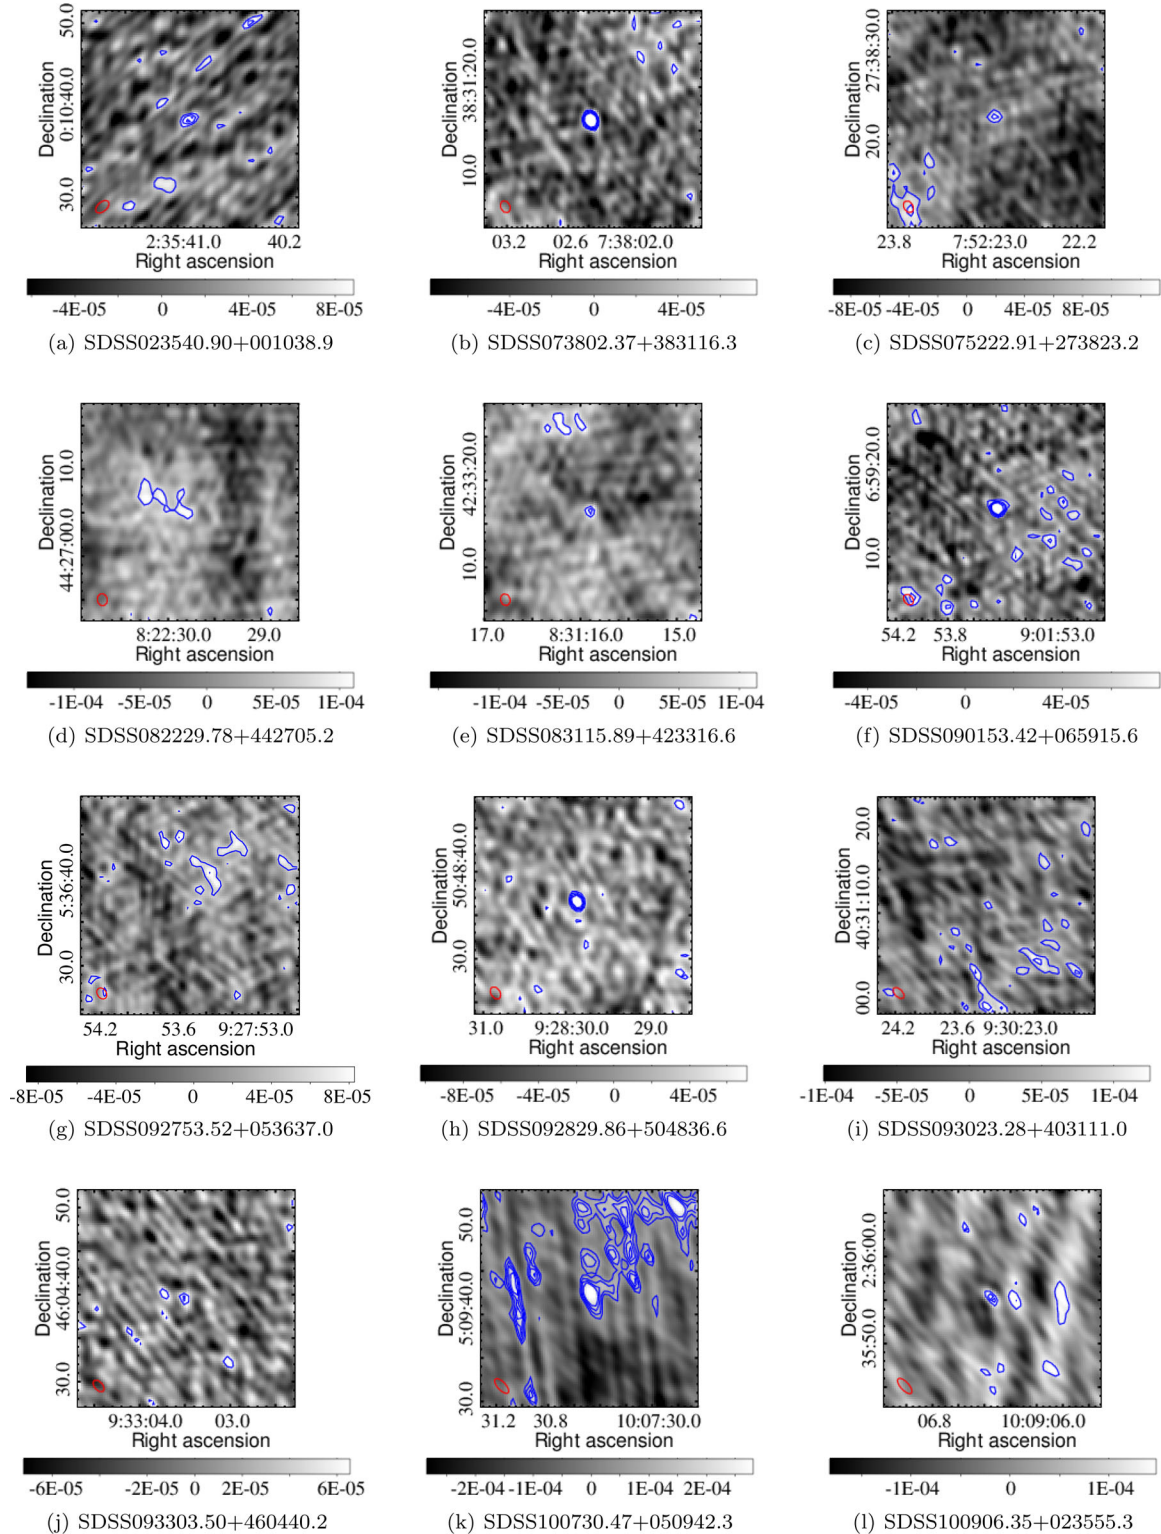 Declination
50.0
0:10:40.0
30.0
2:35:41.0 40.2
Right ascension
-4E-05 0 4E-05 8E-05
(a) SDSS023540.90+001038.9
Declination
38:31:20.0
10.0
03.2 02.6 7:38:02.0
Right ascension
-4E-05 0 4E-05
(b) SDSS073802.37+383116.3
Declination
27:38:30.0
20.0
23.8 7:52:23.0 22.2
Right ascension
-8E-05 -4E-05 0 4E-05 8E-05
(c) SDSS075222.91+273823.2
Declination
10.0
44:27:00.0
8:22:30.0 29.0
Right ascension
-1E-04 -5E-05 0 5E-05 1E-04
(d) SDSS082229.78+442705.2
Declination
42:33:20.0
10.0
17.0 8:31:16.0 15.0
Right ascension
-1E-04 -5E-05 0 5E-05 1E-04
(e) SDSS083115.89+423316.6
Declination
6:59:20.0
10.0
54.2 53.8 9:01:53.0
Right ascension
-4E-05 0 4E-05
(f) SDSS090153.42+065915.6
Declination
5:36:40.0
30.0
54.2 53.6 9:27:53.0
Right ascension
-8E-05 -4E-05 0 4E-05 8E-05
(g) SDSS092753.52+053637.0
Declination
50:48:40.0
30.0
31.0 9:28:30.0 29.0
Right ascension
-8E-05 -4E-05 0 4E-05
(h) SDSS092829.86+504836.6
Declination
20.0
40:31:10.0
00.0
24.2 23.6 9:30:23.0
Right ascension
-1E-04 -5E-05 0 5E-05 1E-04
(i) SDSS093023.28+403111.0
Declination
50.0
46:04:40.0
30.0
9:33:04.0 03.0
Right ascension
-6E-05 -2E-05 0 2E-05 6E-05
(j) SDSS093303.50+460440.2
Declination
50.0
5:09:40.0
30.0
31.2 30.8 10:07:30.0
Right ascension
-2E-04 -1E-04 0 1E-04 2E-04
(k) SDSS100730.47+050942.3
Declination
2:36:00.0
35:50.0
06.8 10:09:06.0
Right ascension
-1E-04 0 1E-04
(l) SDSS100906.35+023555.3